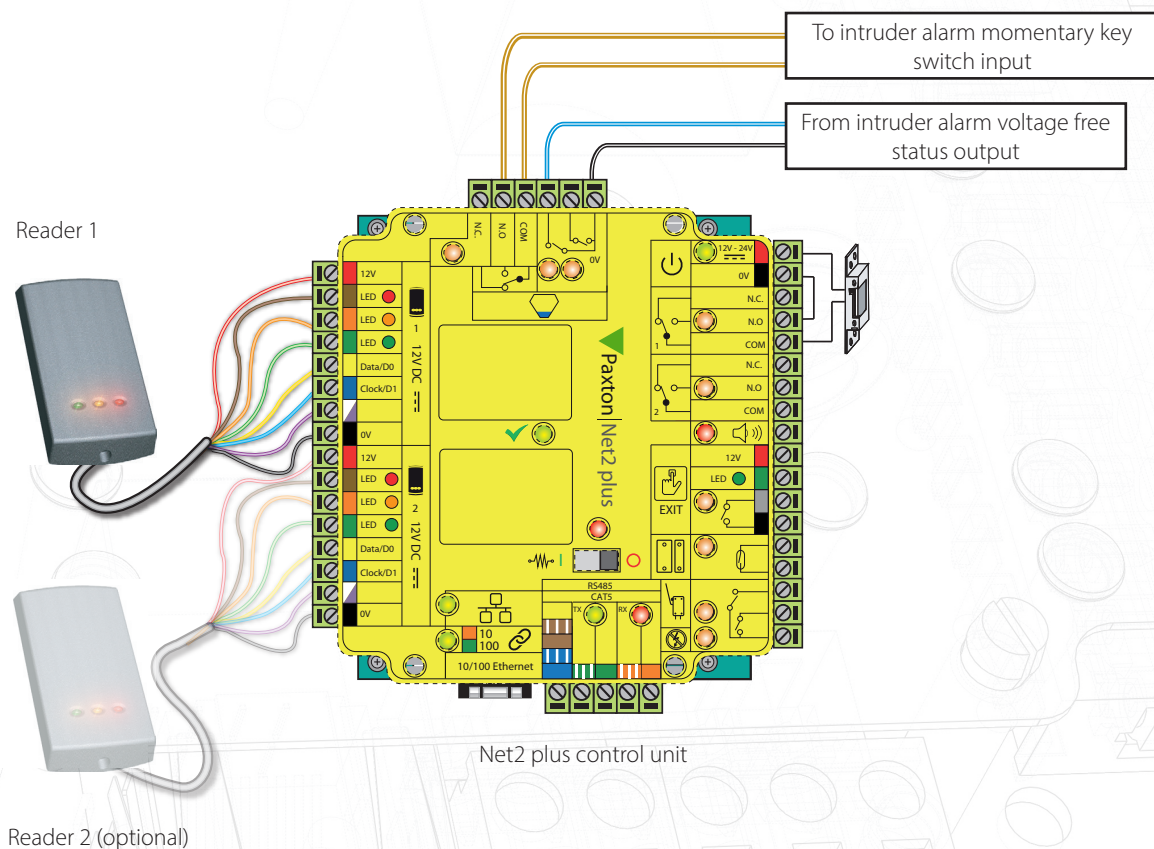 To intruder alarm momentary key
switch input
From intruder alarm voltage free
status output
Reader 1
N.C.
N.O
COM
0V
12V
LED
LED
LED
Data/D0
Clock/D1
0V
1
12V DC
12V
LED
LED
LED
Data/D0
Clock/D1
0V
2
12V DC
Paxton Net2 plus
12V - 24V
0V
N.C.
N.O
COM
1
N.C.
N.O
COM
2
12V
LED
EXIT
I
O
RS485
CAT5
TX
RX
10
100
10/100 Ethernet
Net2 plus control unit
Reader 2 (optional)